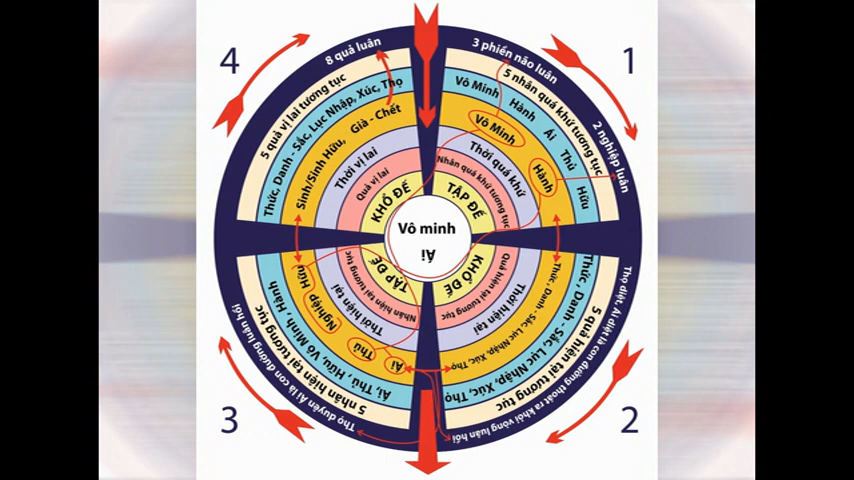 4
1
3
2
8 quả luân
5 quả vị lai tương tục
Thức, Danh - Sắc, Lục Nhập, Xúc, Thọ
Sinh/Sinh Hữu, Già - Chết
Thời vị lai
Quả vị lai
KHỔ ĐẾ
3 phiền não luân
2 nghiệp luân
5 nhân quá khứ tương tục
Vô Minh Hành Ái Thủ Hữu
Vô Minh
Hành
Thời quá khứ
Nhân quá khứ tương tục
TẬP ĐẾ
Vô minh
Ái
KHỔ ĐẾ
Quả hiện tại tương tục
Thời hiện tại
Thức, Danh - Sắc, Lục Nhập, Xúc, Thọ
Thức, Danh - Sắc, Lục Nhập, Xúc, Thọ
5 quả hiện tại tương tục
Thọ diệt, Ái diệt là con đường thoát ra khỏi vòng luân hồi
TẬP ĐẾ
Nhân hiện tại tương tục
Thời hiện tại
Nghiệp Hữu
Thủ
Ái
Ái, Thủ, Hữu, Vô Minh, Hành
5 nhân hiện tại tương tục
Thọ duyên Ái là con đường luân hồi